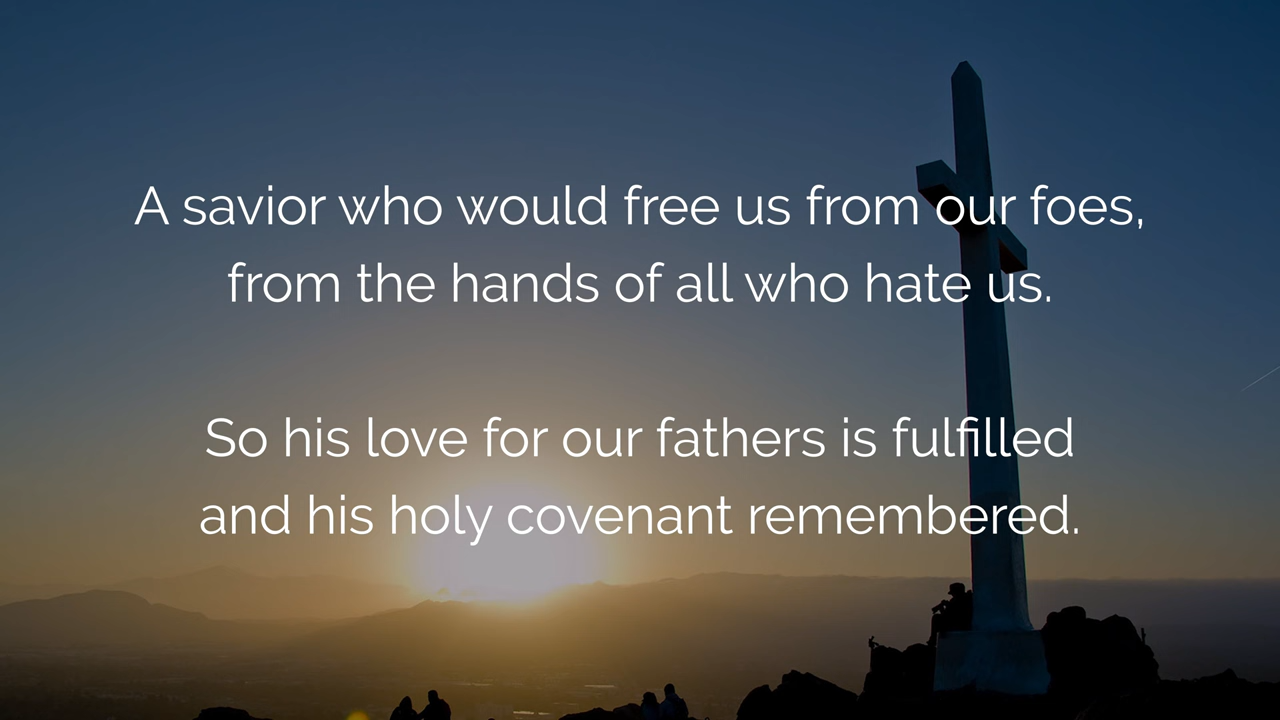 A savior who would free us from our foes,
from the hands of all who hate us.
So his love for our fathers is fulfilled
and his holy covenant remembered.